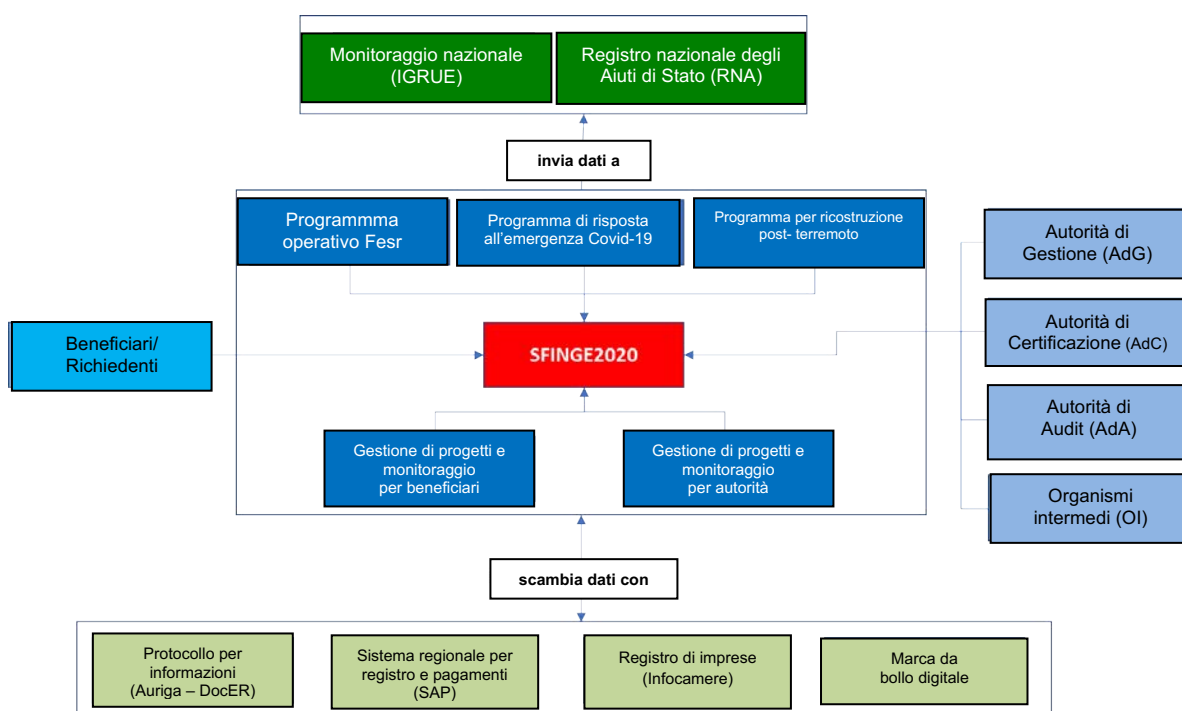 Monitoraggio nazionale
(IGRUE)
Registro nazionale degli
Aiuti di Stato (RNA)
invia dati a
Programmma
operativo Fesr
Programma di risposta
all'emergenza Covid-19
Programma per ricostruzione
post- terremoto
Autorità di
Gestione (AdG)
Beneficiari/
Richiedenti
SFINGE2020
Autorità di
Certificazione (AdC)
Autorità di
Audit (AdA)
Gestione di progetti e
monitoraggio
per beneficiari
Gestione di progetti e
monitoraggio
per autorità
Organismi
intermedi (OI)
scambia dati con
Protocollo per
informazioni
(Auriga – DocER)
Sistema regionale per
registro e pagamenti
(SAP)
Registro di imprese
(Infocamere)
Marca da
bollo digitale